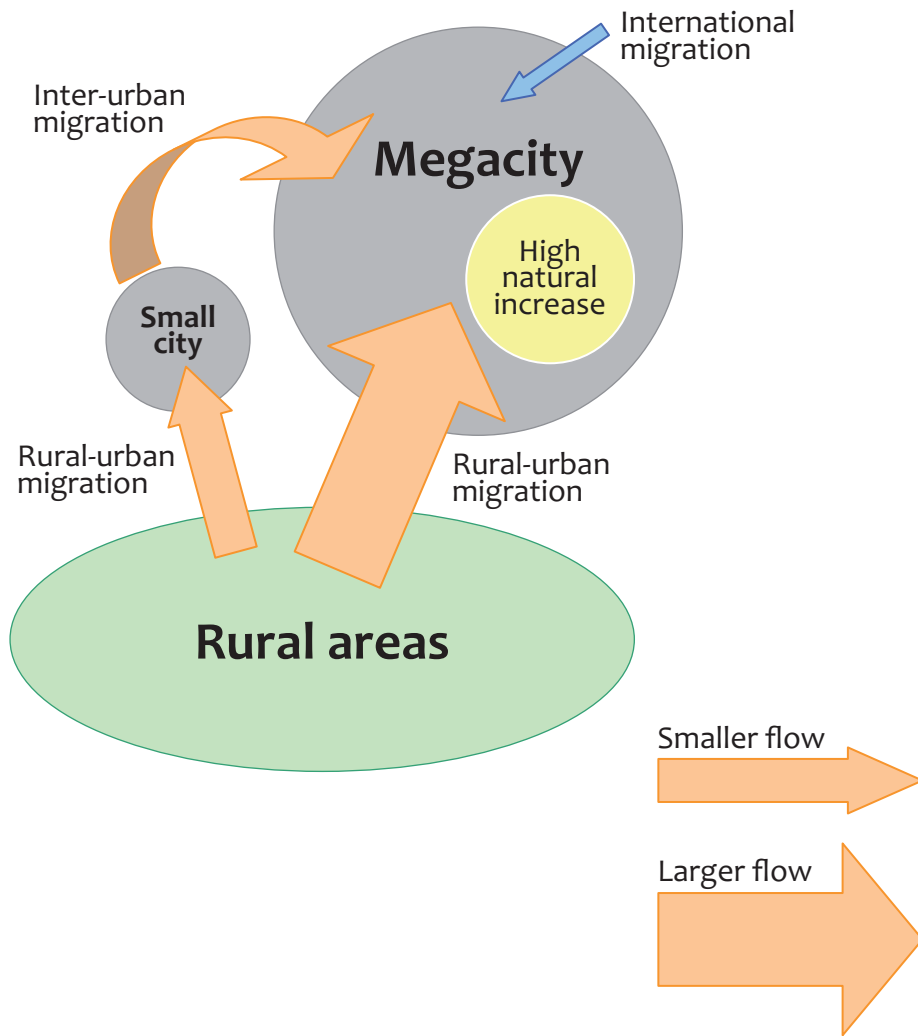 International
migration
Inter-urban
migration
Megacity
High
natural
increase
Small
city
Rural-urban
migration
Rural-urban
migration
Rural areas
Smaller flow
Larger flow